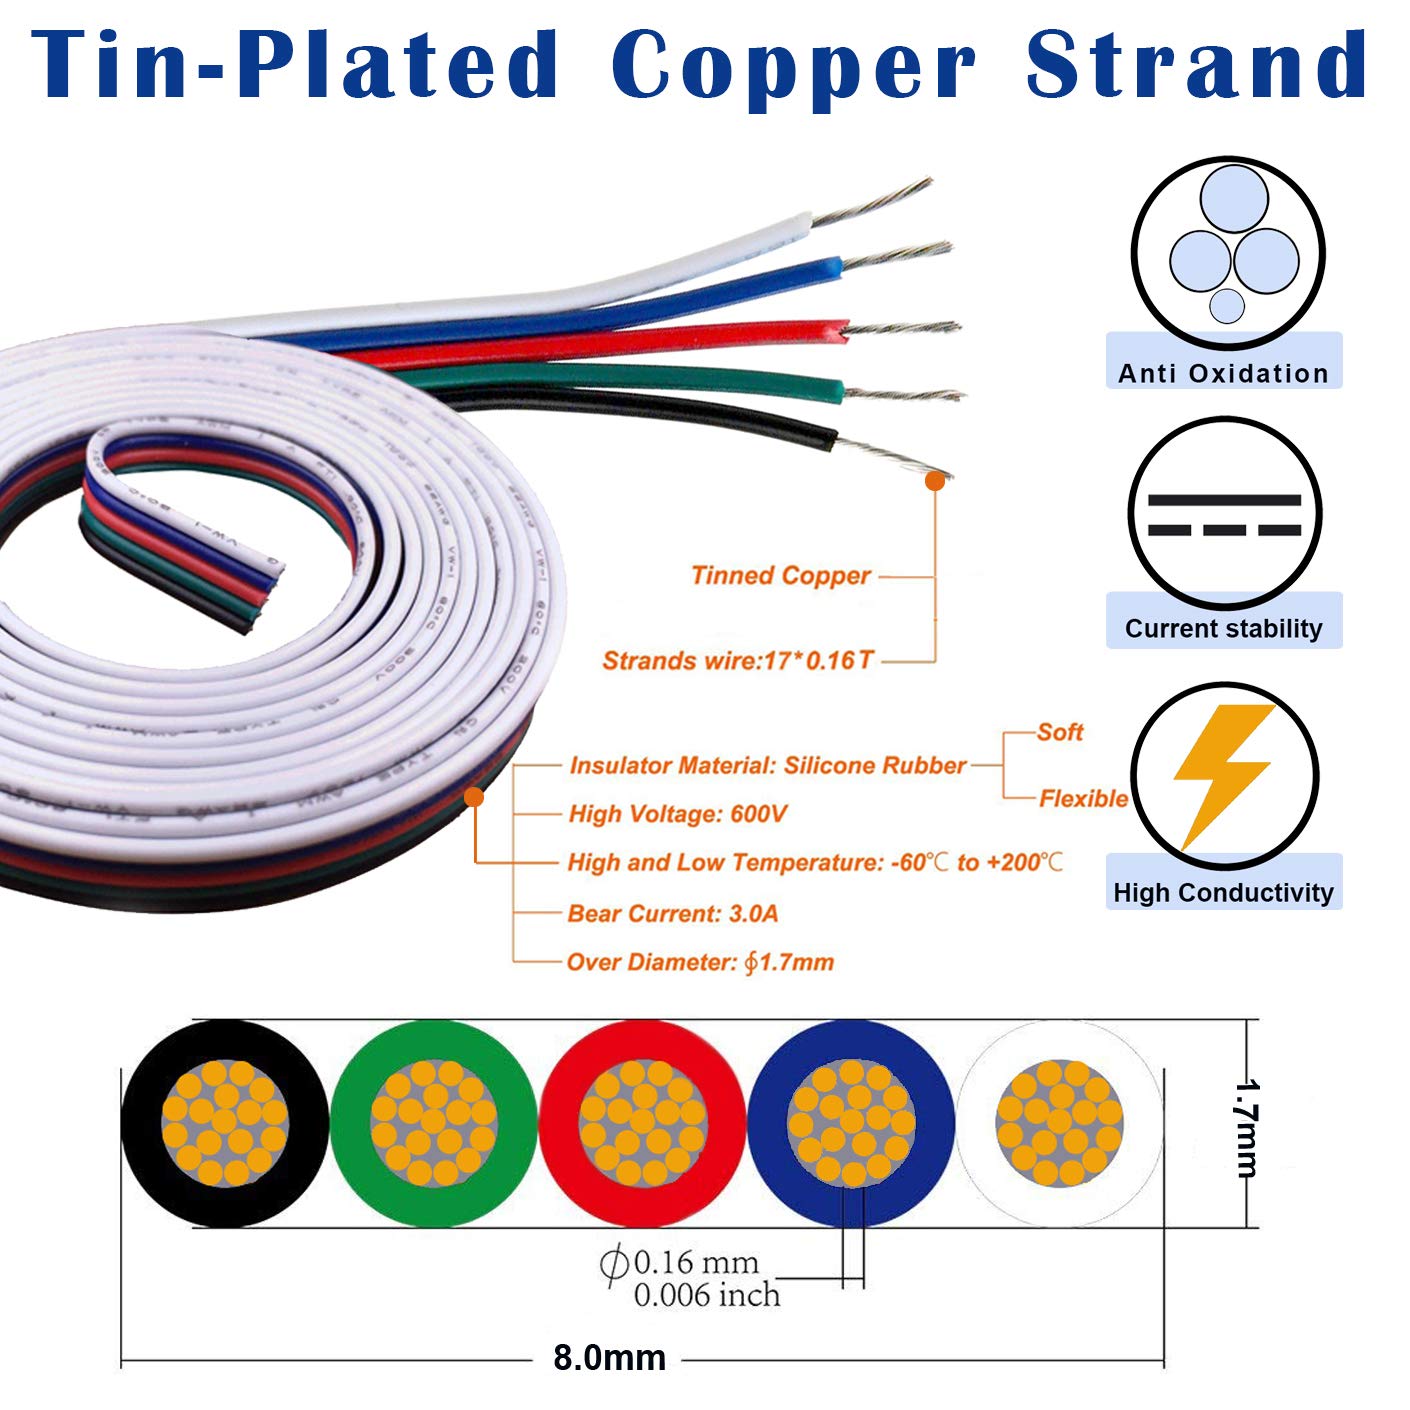 Tin-Plated Copper Strand
Anti Oxidation
Current stability
High Conductivity
Tinned Copper
Strands wire:17*0.16T
Insulator Material: Silicone Rubber
Soft
Flexible
High Voltage: 600V
High and Low Temperature: -60℃ to +200℃
Bear Current: 3.0A
Over Diameter: ∮1.7mm
1.7mm
∅0.16 mm
0.006 inch
8.0mm